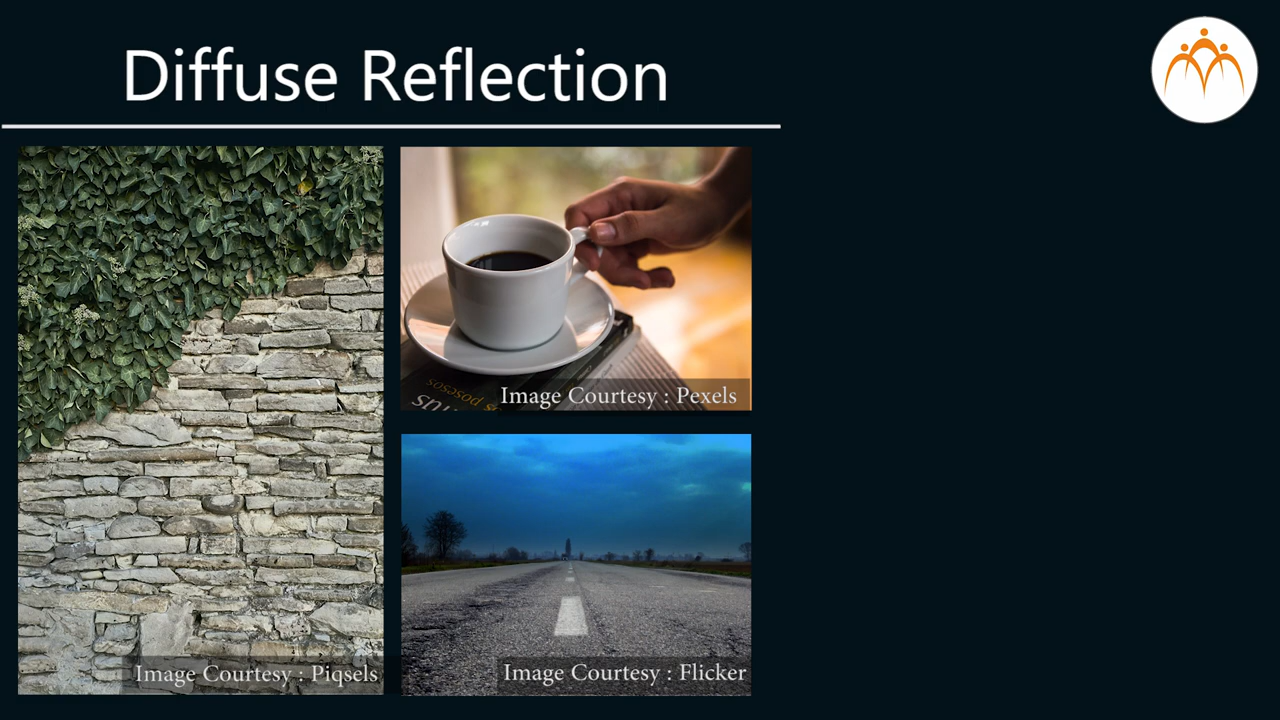 Diffuse Reflection
Image Courtesy : Pexels
Image Courtesy : Piqsels
Image Courtesy : Flicker